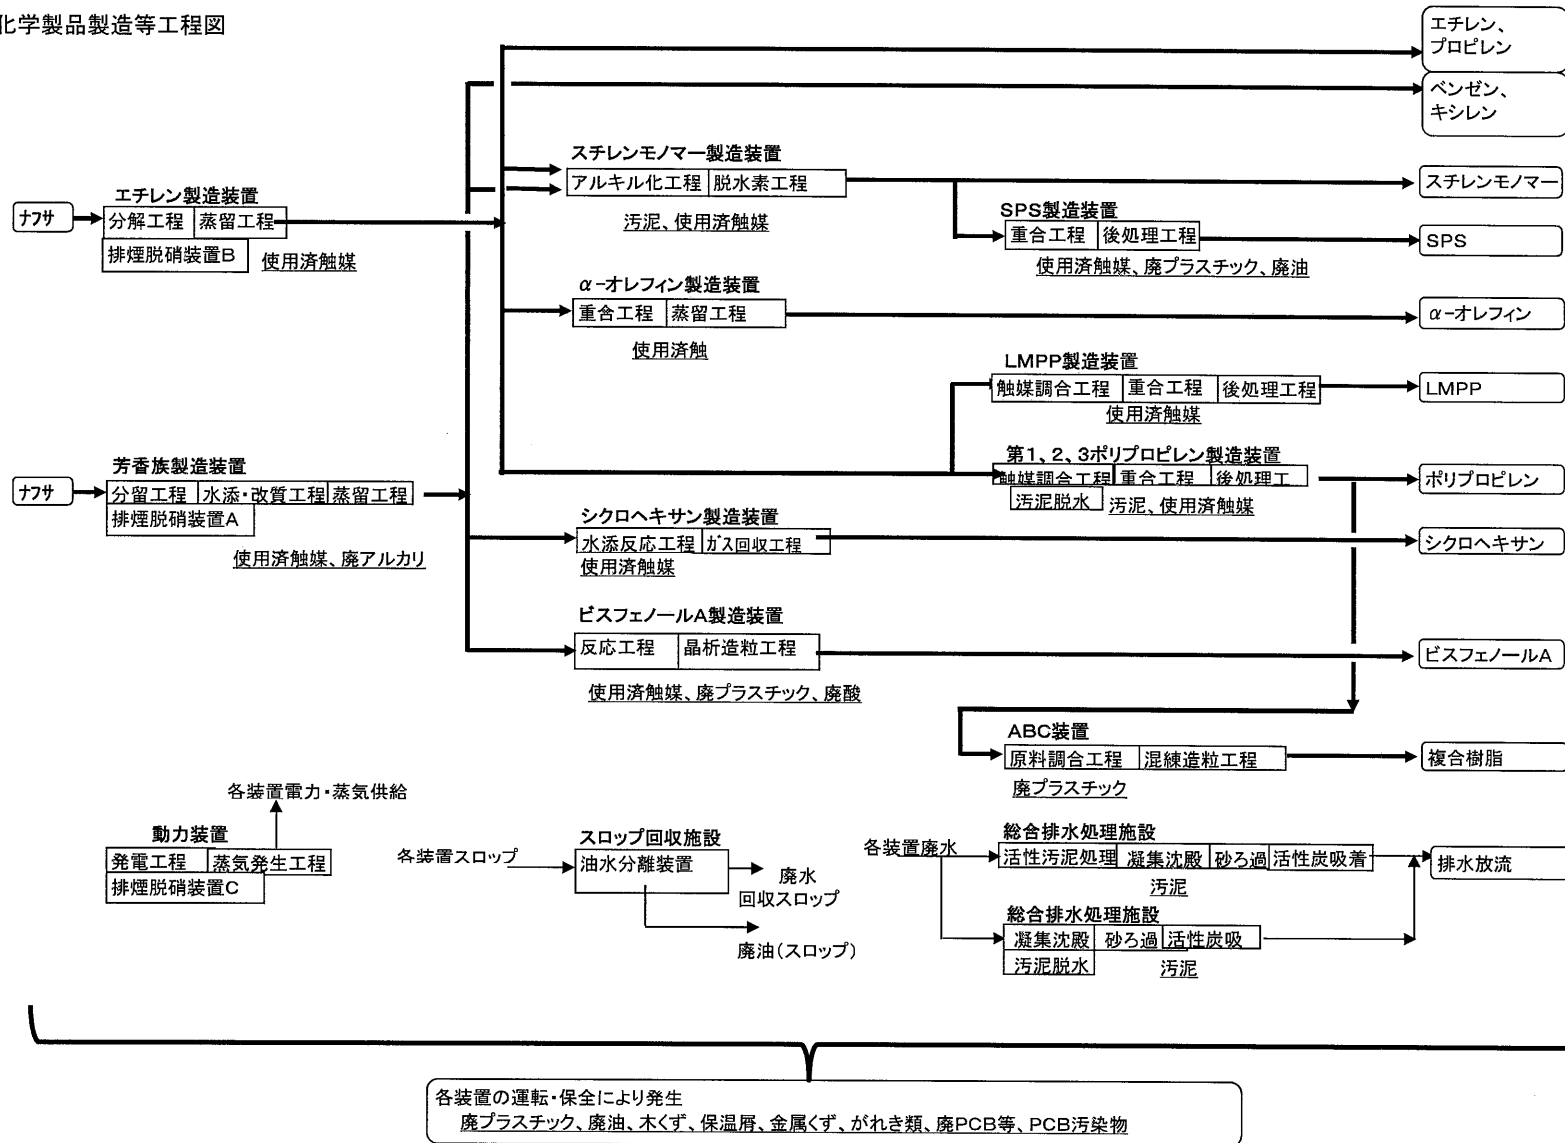 化学製品製造等工程図
エチレン、
プロピレン
ベンゼン、
キシレン
スチレンモノマー製造装置
アルキル化工程 脱水素工程
汚泥、使用済触媒
スチレンモノマー
エチレン製造装置
ナフサ
分解工程 蒸留工程
排煙脱硝装置B
使用済触媒
SPS製造装置
重合工程 後処理工程
使用済触媒、廃プラスチック、廃油
SPS
α-オレフィン製造装置
重合工程 蒸留工程
使用済触
α-オレフィン
LMPP製造装置
触媒調合工程 重合工程 後処理工程
使用済触媒
LMPP
芳香族製造装置
ナフサ
分留工程 水添・改質工程 蒸留工程
排煙脱硝装置A
使用済触媒、廃アルカリ
第1、2、3ポリプロピレン製造装置
触媒調合工程 重合工程 後処理工
汚泥脱水
汚泥、使用済触媒
ポリプロピレン
シクロヘキサン製造装置
水添反応工程 ガス回収工程
使用済触媒
シクロヘキサン
ビスフェノールA製造装置
反応工程 晶析造粒工程
使用済触媒、廃プラスチック、廃酸
ビスフェノールA
ABC装置
原料調合工程 混練造粒工程
廃プラスチック
複合樹脂
各装置電力・蒸気供給
動力装置
発電工程 蒸気発生工程
排煙脱硝装置C
各装置スロップ
スロップ回収施設
油水分離装置
廃水
回収スロップ
廃油(スロップ)
各装置廃水
総合排水処理施設
活性汚泥処理 凝集沈殿 砂ろ過 活性炭吸着
汚泥
排水放流
総合排水処理施設
凝集沈殿 砂ろ過 活性炭吸
汚泥脱水
汚泥
各装置の運転・保全により発生
廃プラスチック、廃油、木くず、保温屑、金属くず、がれき類、廃PCB等、PCB汚染物